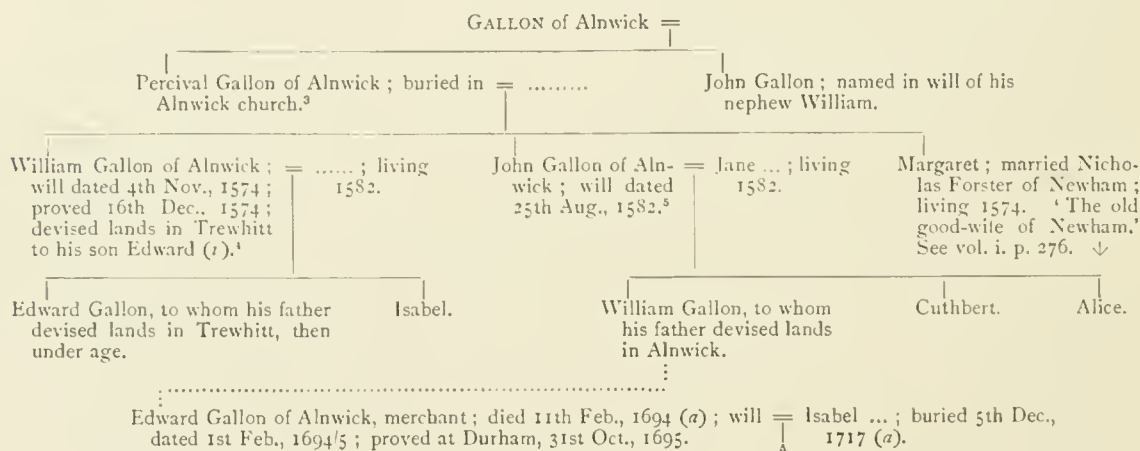 GALLON of Alnwick =
Percival Gallon of Alnwick ; buried in = .........
Alnwick church.³
John Gallon ; named in will of his
nephew William.
William Gallon of Alnwick ; = ...... ; living
will dated 4th Nov., 1574 ; 1582.
proved 16th Dec., 1574 ;
devised lands in Trewhitt
to his son Edward (1).⁴
John Gallon of Aln- = Jane ... ; living
wick ; will dated 1582.
25th Aug., 1582.⁵
Margaret ; married Nicho-
las Forster of Newham ;
living 1574. ‘The old
good-wife of Newham.’
See vol. i. p. 276. ↓
Edward Gallon, to whom his father
devised lands in Trewhitt, then
under age.
Isabel.
William Gallon, to whom
his father devised lands
in Alnwick.
Cuthbert.
Alice.
Edward Gallon of Alnwick, merchant ; died 11th Feb., 1694 (a) ; will = Isabel ... ; buried 5th Dec.,
dated 1st Feb., 1694/5 ; proved at Durham, 31st Oct., 1695. 1717 (a).
A